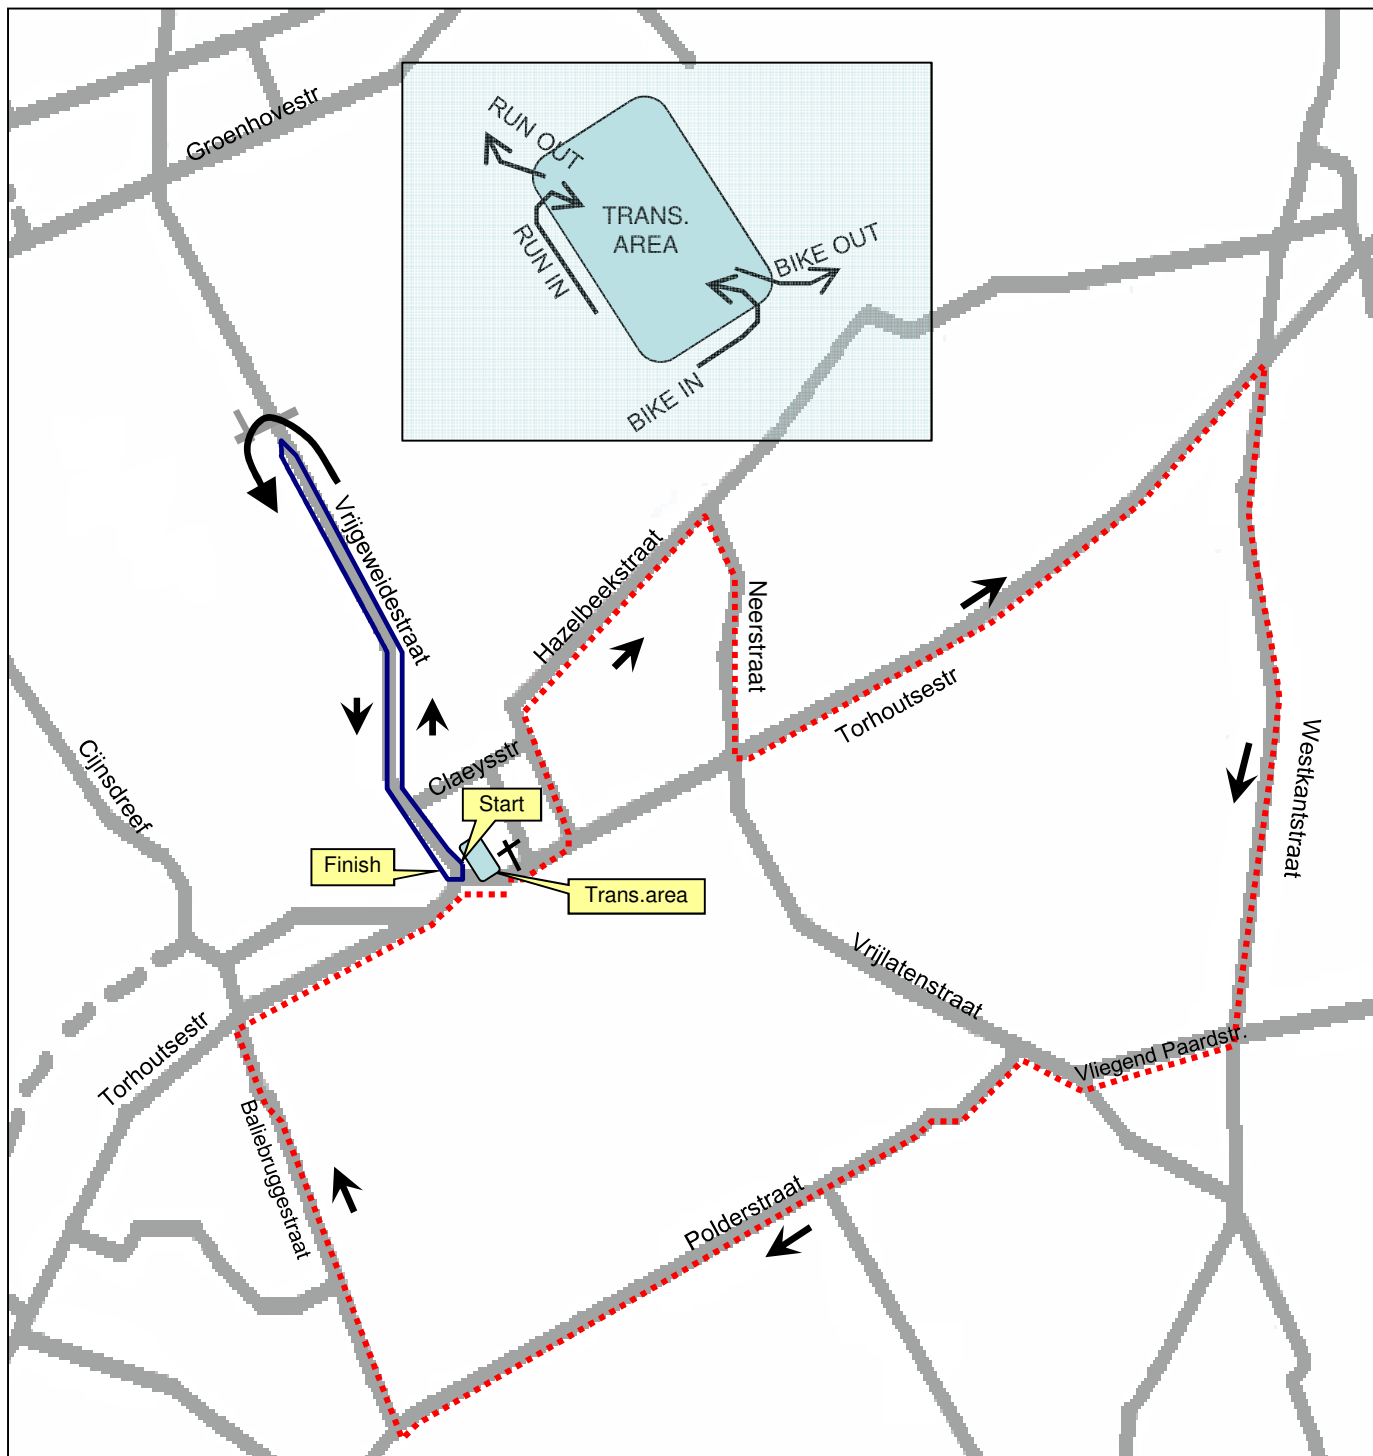 Groenhovestr
RUN OUT
TRANS.
AREA
RUN IN
BIKE OUT
BIKE IN
Vrijgeweidestraat
Hazelbeekstraat
Neerstraat
Torhoutsestr
Westkantstraat
Cijnsdreef
Claeysstr
Start
Finish
Trans.area
Vrijlatenstraat
Vliegend Paardstr.
Torhoutsestr
Baliebruggestraat
Polderstraat